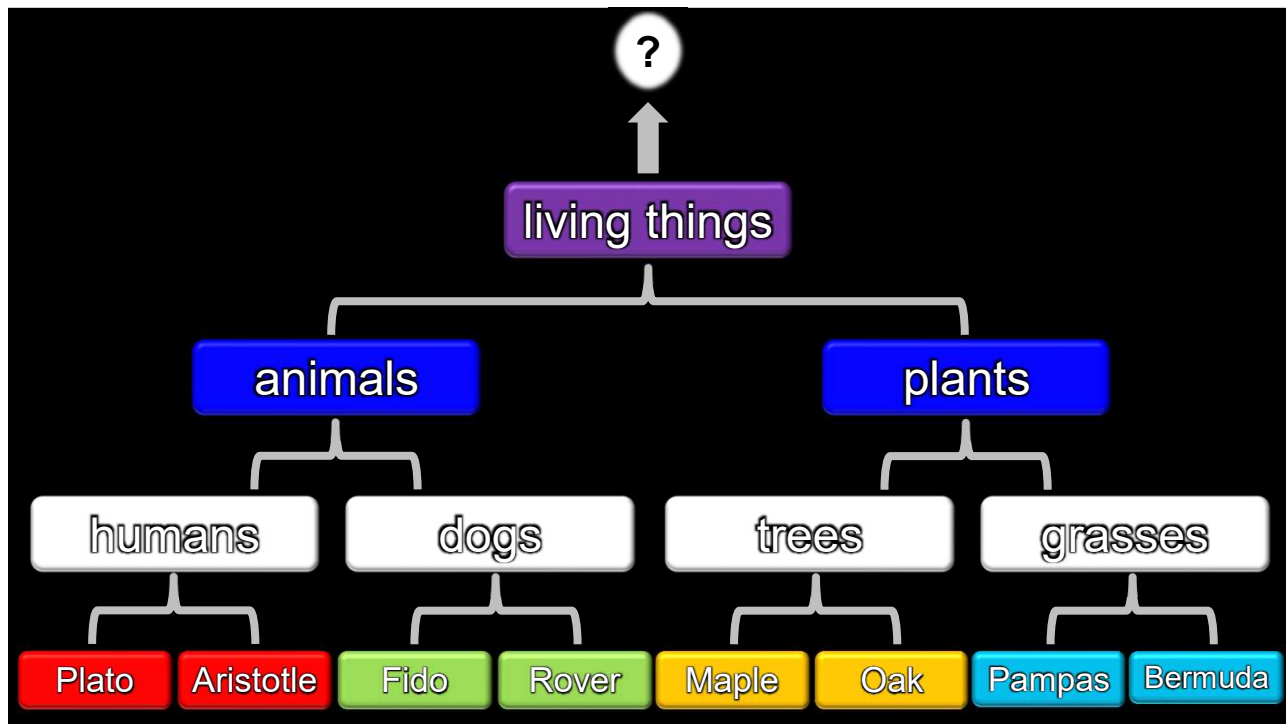 ?
living things
animals
plants
humans
dogs
trees
grasses
Plato
Aristotle
Fido
Rover
Maple
Oak
Pampas
Bermuda